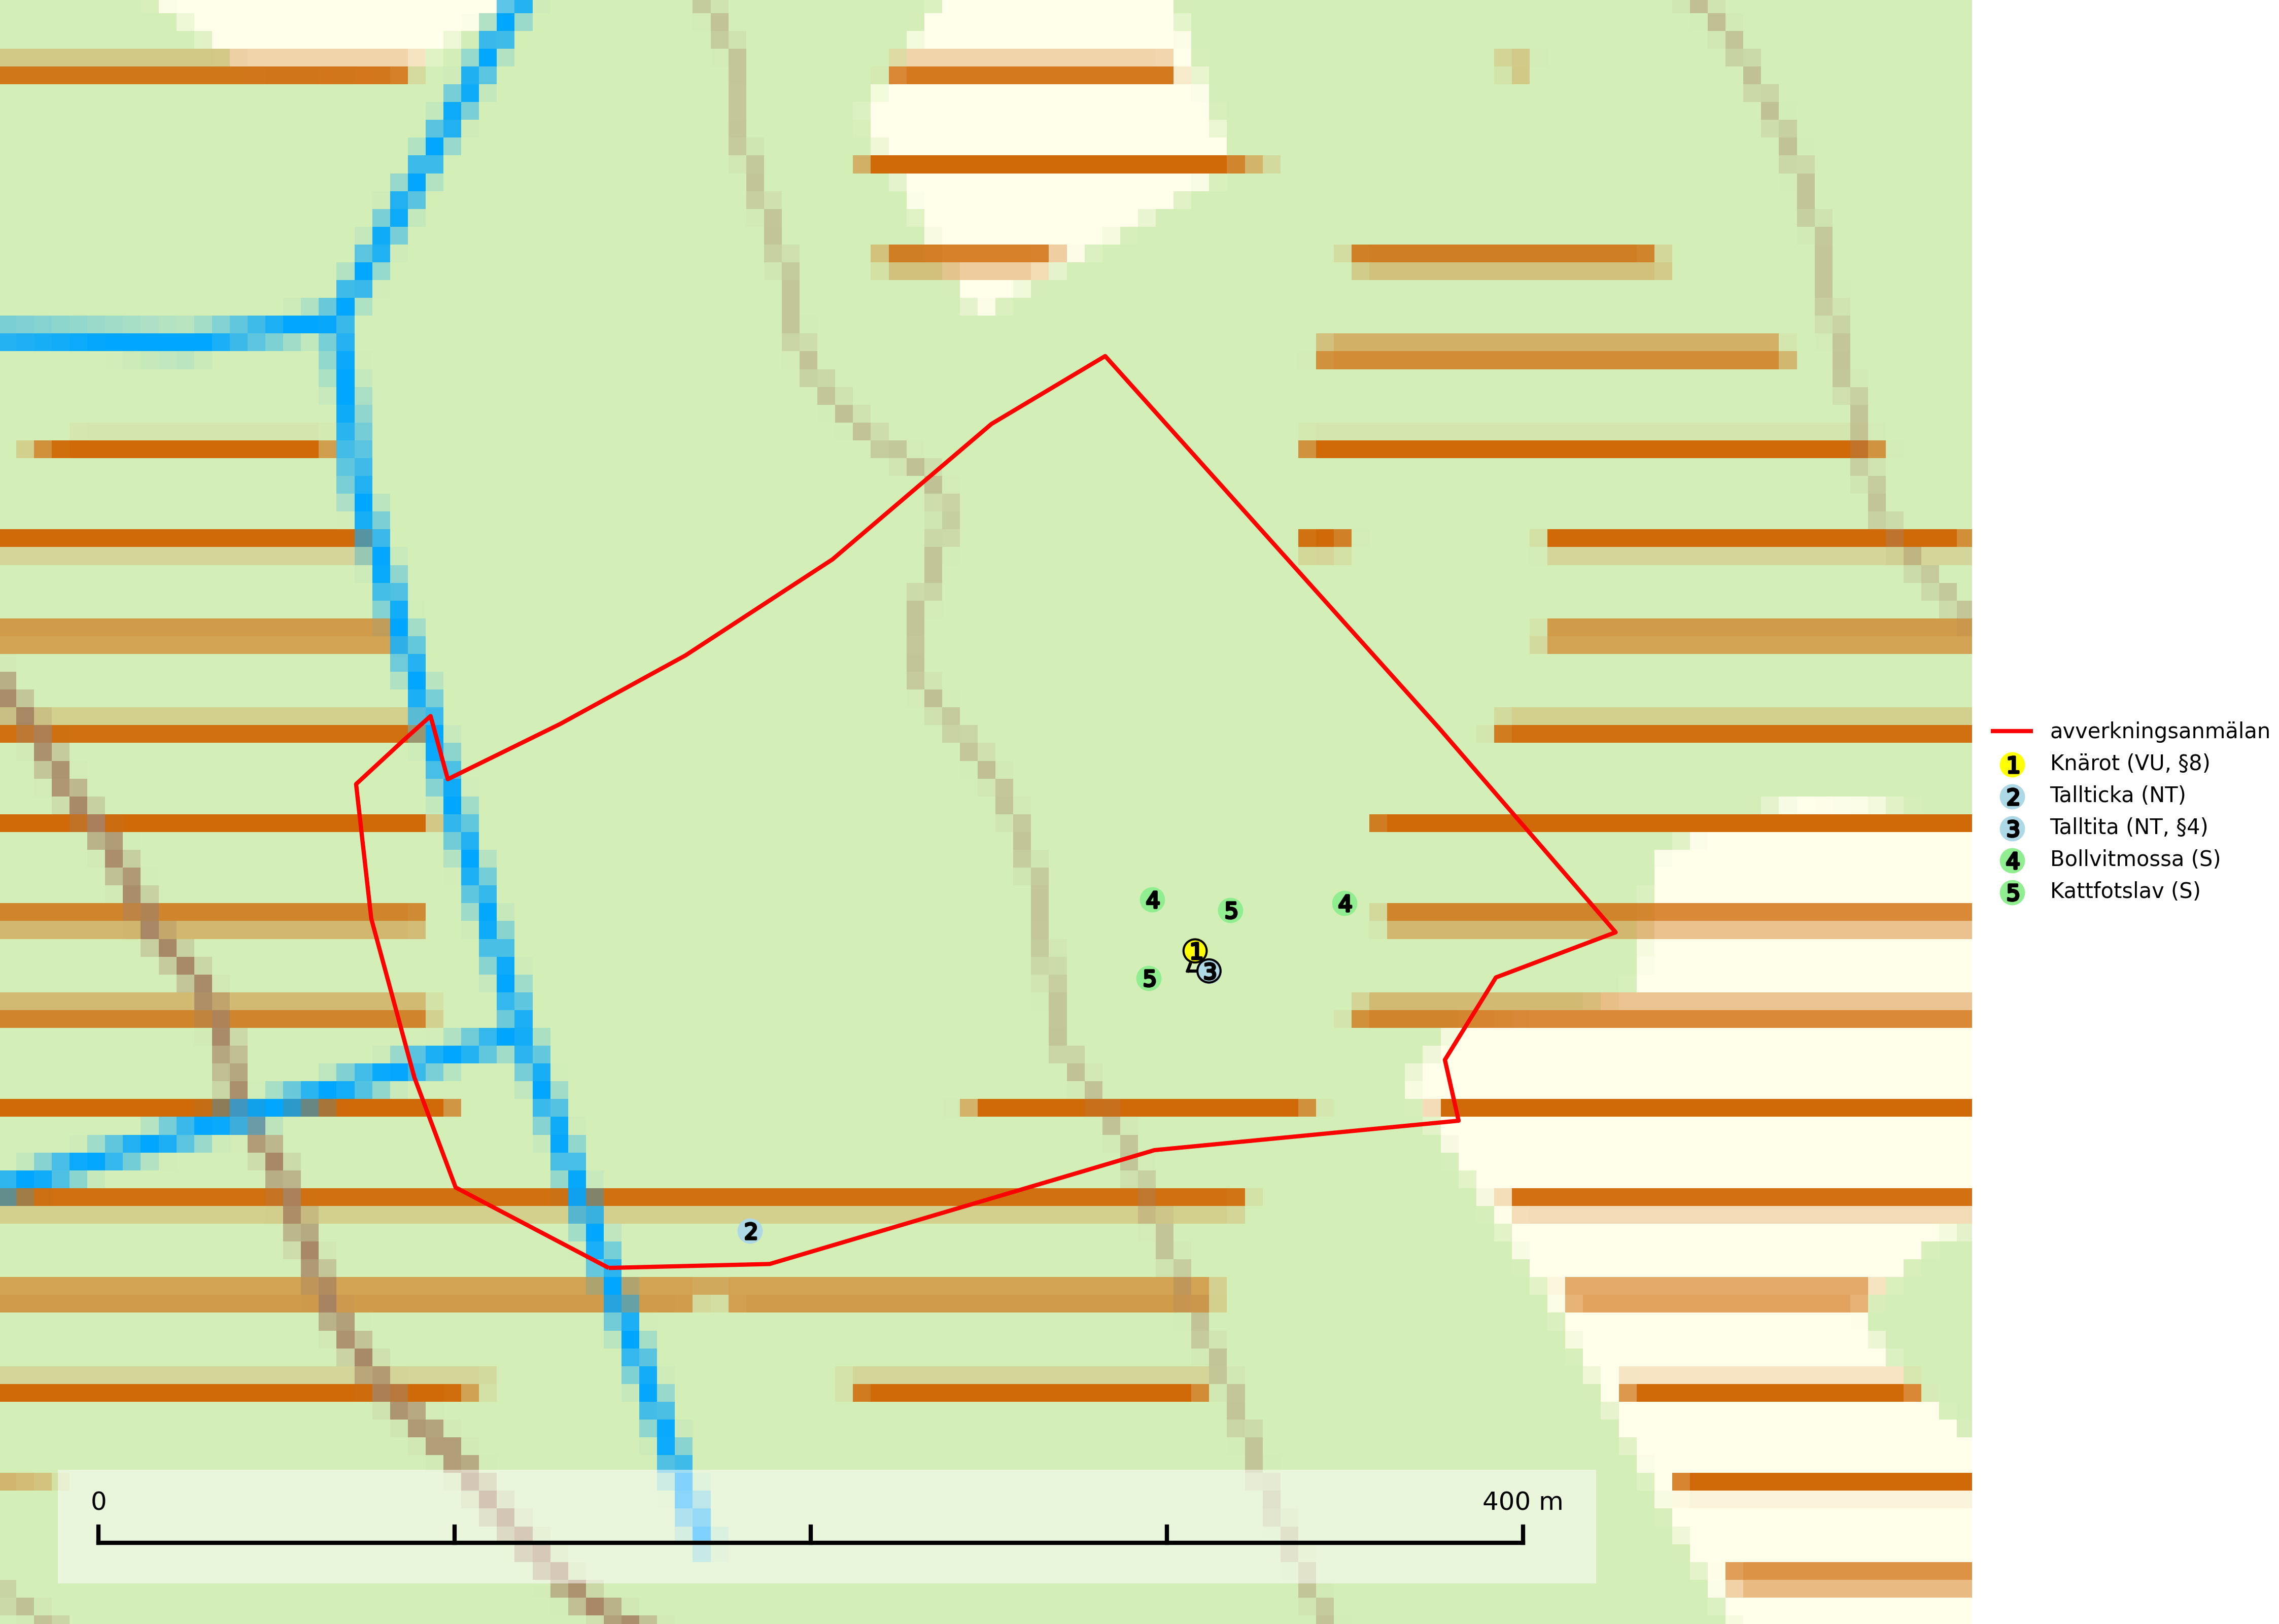 avverkningsanmälan
1 Knärot (VU, §8)
2 Tallticka (NT)
3 Talltita (NT, §4)
4 Bollvitmossa (S)
5 Kattfotslav (S)
4
5
4
1
3
5
2
0 400 m